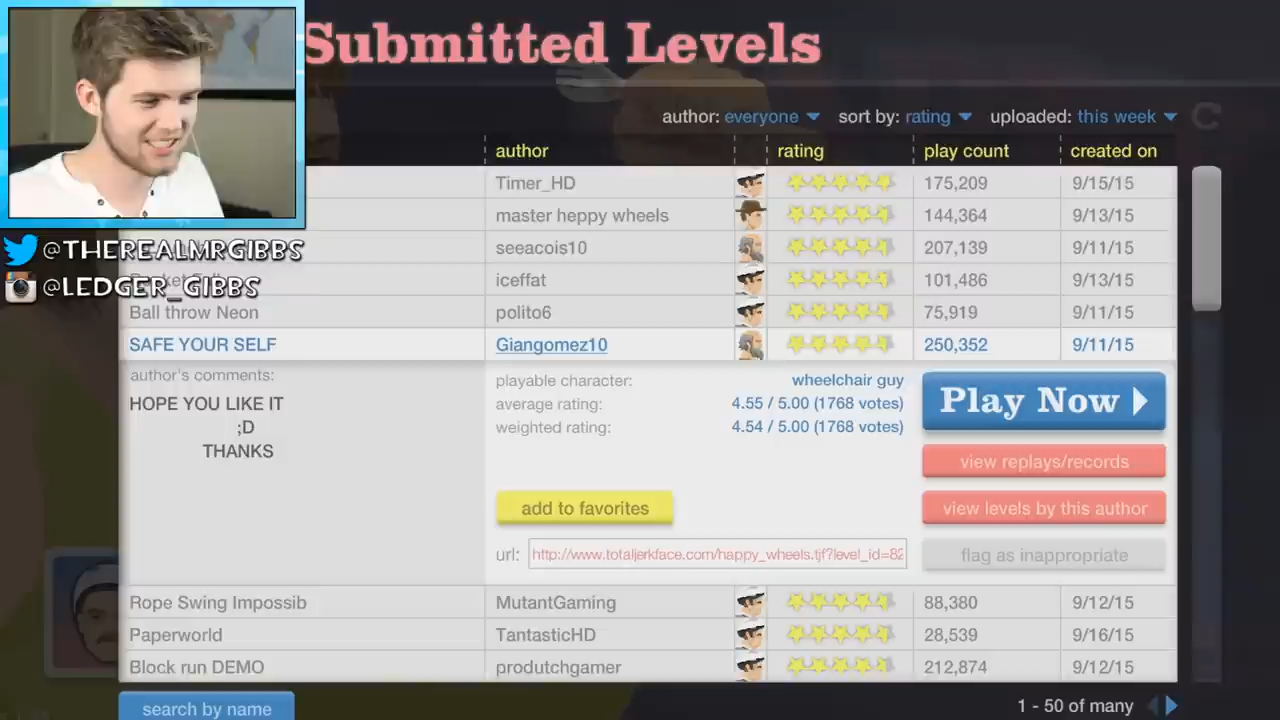 Submitted Levels
author: everyone sort by: rating uploaded: this week
author rating play count created on
Timer_HD 175,209 9/15/15
master heppy wheels 144,364 9/13/15
@THEREALMRGIBBS seeacois10 207,139 9/11/15
@LEDGER_GIBBS iceffat 101,486 9/13/15
Ball throw Neon polito6 75,919 9/11/15
SAFE YOUR SELF Giangomez10 250,352 9/11/15
author's comments: playable character: wheelchair guy Play Now
HOPE YOU LIKE IT average rating: 4.55 / 5.00 (1768 votes)
;D weighted rating: 4.54 / 5.00 (1768 votes)
THANKS view replays/records
add to favorites view levels by this author
url: http://www.totaljerkface.com/happy_wheels.tjf?level_id=82 flag as inappropriate
Rope Swing Impossib MutantGaming 88,380 9/12/15
Paperworld TantasticHD 28,539 9/16/15
Block run DEMO produtchgamer 212,874 9/12/15
search by name 1 - 50 of many